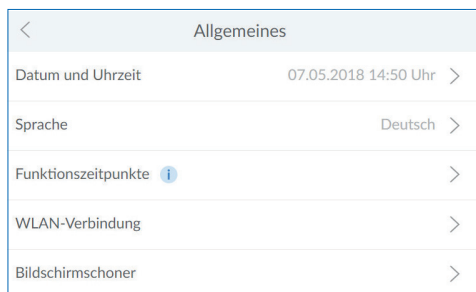 Allgemeines
Datum und Uhrzeit 07.05.2018 14:50 Uhr
Sprache Deutsch
Funktionszeitpunkte i
WLAN-Verbindung
Bildschirmschoner